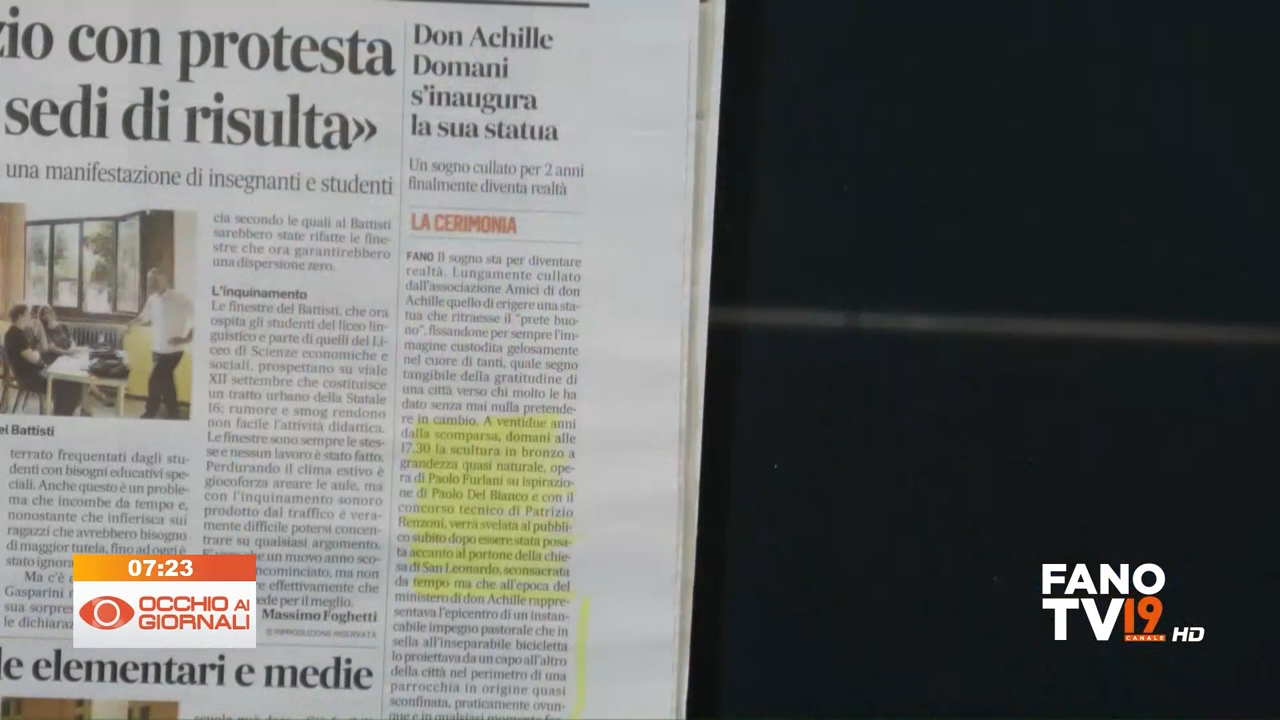 zio con protesta
sedi di risulta»
una manifestazione di insegnanti e studenti
el Battisti
terrato frequentati dagli stu-
denti con bisogni educativi spe-
ciali. Anche questo è un proble-
ma che incombe da tempo e,
nonostante che infierisca sui
ragazzi che avrebbero bisogno
di maggior tutela, fino ad oggi è
stato ignora
Ma c'è
Gasparini
sua sorpres
le dichiaraz
cia secondo le quali al Battisti
sarebbero state rifatte le fine-
stre che ora garantirebbero
una dispersione zero.
L'inquinamento
Le finestre del Battisti, che ora
ospita gli studenti del liceo lin-
guistico e parte di quelli del Li-
ceo di Scienze economiche e
sociali, prospettano su viale
XII settembre che costituisce
un tratto urbano della Statale
16; rumore e smog rendono
non facile l'attività didattica.
Le finestre sono sempre le stes-
se e nessun lavoro è stato fatto.
Perdurando il clima estivo è
giocoforza areare le aule, ma
con l'inquinamento sonoro
prodotto dal traffico è vera-
mente difficile potersi concen-
trare su qualsiasi argomento.
che un nuovo anno sco-
ncominciato, ma non
effettivamente che
ede per il meglio.
Massimo Foghetti
© RIPRODUZIONE RISERVATA
le elementari e medie
Don Achille
Domani
s'inaugura
la sua statua
Un sogno cullato per 2 anni
finalmente diventa realtà
LA CERIMONIA
FANO Il sogno sta per diventare
realtà. Lungamente cullato
dall'associazione Amici di don
Achille quello di erigere una sta-
tua che ritraesse il "prete buo-
no", fissandone per sempre l'im-
magine custodita gelosamente
nel cuore di tanti, quale segno
tangibile della gratitudine di
una città verso chi molto le ha
dato senza mai nulla pretende-
re in cambio. A ventidue anni
dalla scomparsa, domani alle
17.30 la scultura in bronzo a
grandezza quasi naturale, ope-
ra di Paolo Furlani su ispirazio-
ne di Paolo Del Bianco e con il
concorso tecnico di Patrizio
Renzoni, verrà svelata al pubbli-
co subito dopo essere stata posa-
ta accanto al portone della chie-
sa di San Leonardo, sconsacrata
da tempo ma che all'epoca del
ministero di don Achille rappre-
sentava l'epicentro di un instan-
cabile impegno pastorale che in
sella all'inseparabile bicicletta
lo proiettava da un capo all'altro
della città nel perimetro di una
parrocchia in origine quasi
sconfinata, praticamente ovun-
que e in qualsiasi momento
07:23
OCCHIO AI
GIORNALI
FANO
TV 19
CANALE HD